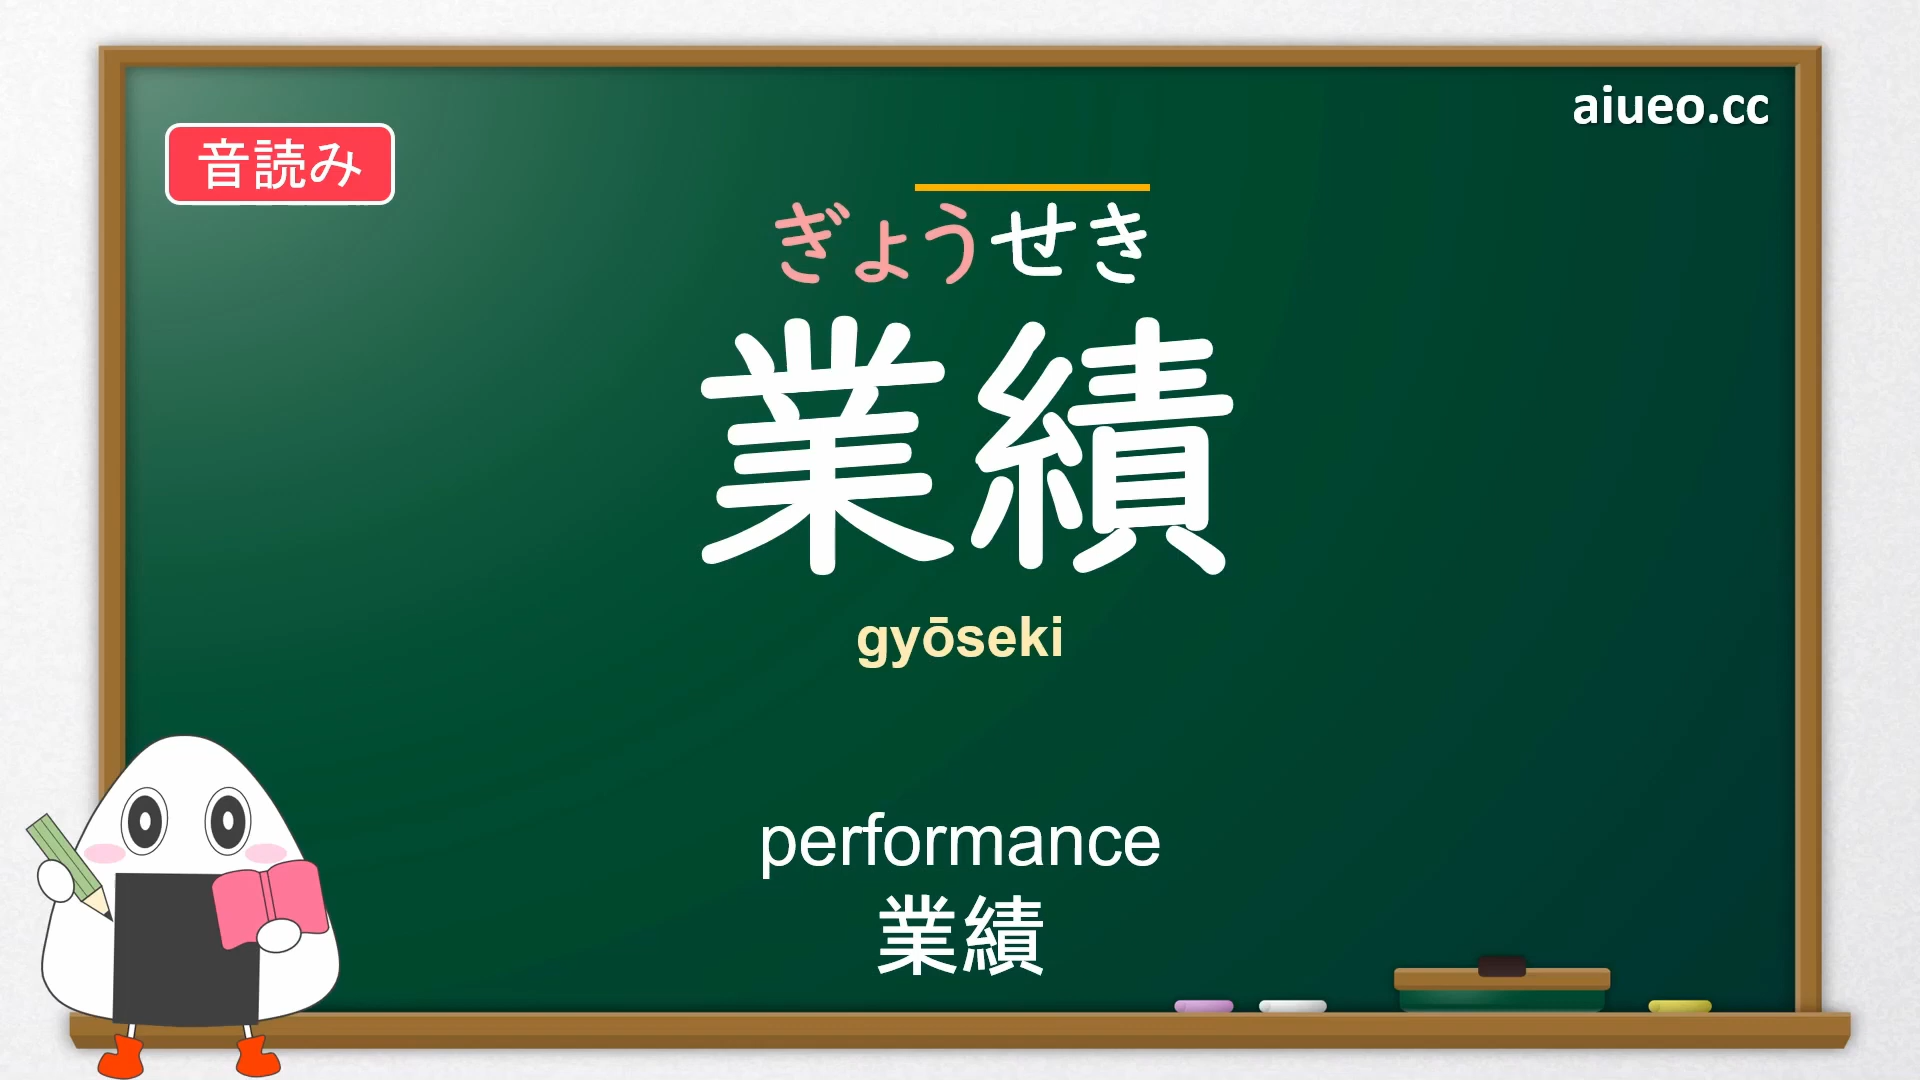 aiueo.cc
音読み
ぎょうせき
業績
gyōseki
performance
業績